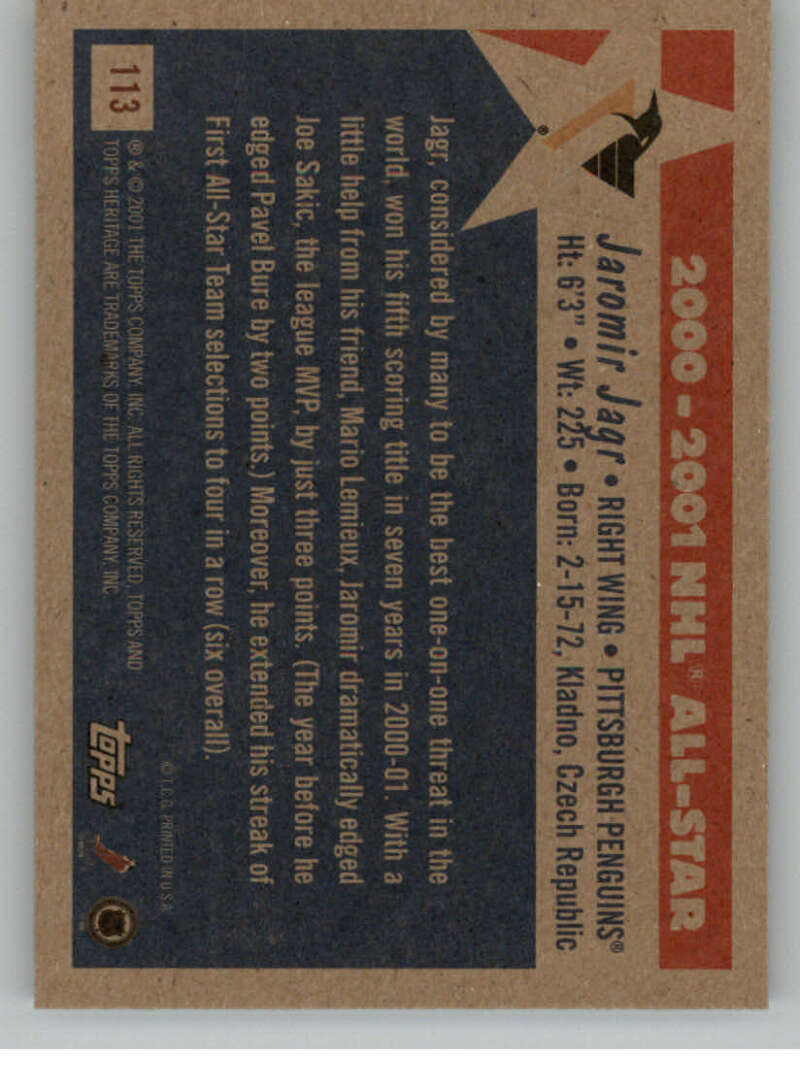 2000 - 2001 NHL® ALL-STAR
Jaromir Jagr • RIGHT WING • PITTSBURGH PENGUINS®
Ht: 6'3" • Wt: 225 • Born: 2-15-72, Kladno, Czech Republic
®
Jagr, considered by many to be the best one-on-one threat in the
world, won his fifth scoring title in seven years in 2000-01. With a
little help from his friend, Mario Lemieux, Jaromir dramatically edged
Joe Sakic, the league MVP, by just three points. (The year before he
edged Pavel Bure by two points.) Moreover, he extended his streak of
First All-Star Team selections to four in a row (six overall).
113
® & © 2001 THE TOPPS COMPANY, INC. ALL RIGHTS RESERVED. TOPPS AND
TOPPS HERITAGE ARE TRADEMARKS OF THE TOPPS COMPANY, INC.
© T.C.G. PRINTED IN U.S.A.
topps